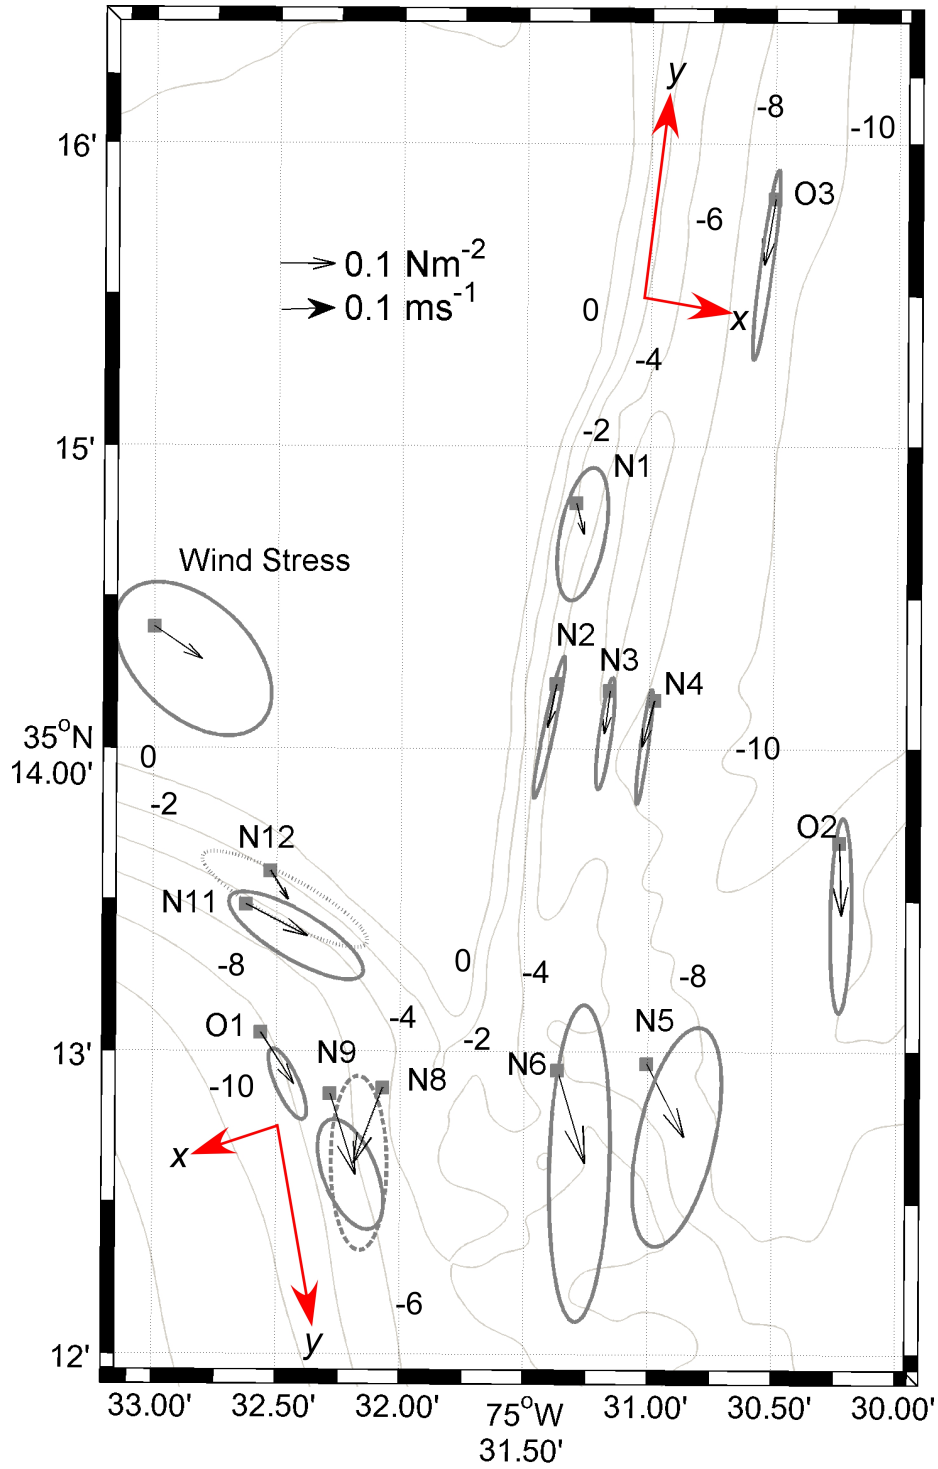 y
-8
-10
16'
O3
-6
0.1 Nm-2
0.1 ms-1
0
x
-4
-2
15'
N1
Wind Stress
N2
N3
N4
35oN
14.00'
0
-2
-10
N12
O2
N11
-8
0
-4
-8
O1
-4
-2
N5
13'
N9
N6
N8
-10
x
-6
y
12'
33.00'
32.50'
32.00'
75oW
31.50'
31.00'
30.50'
30.00'